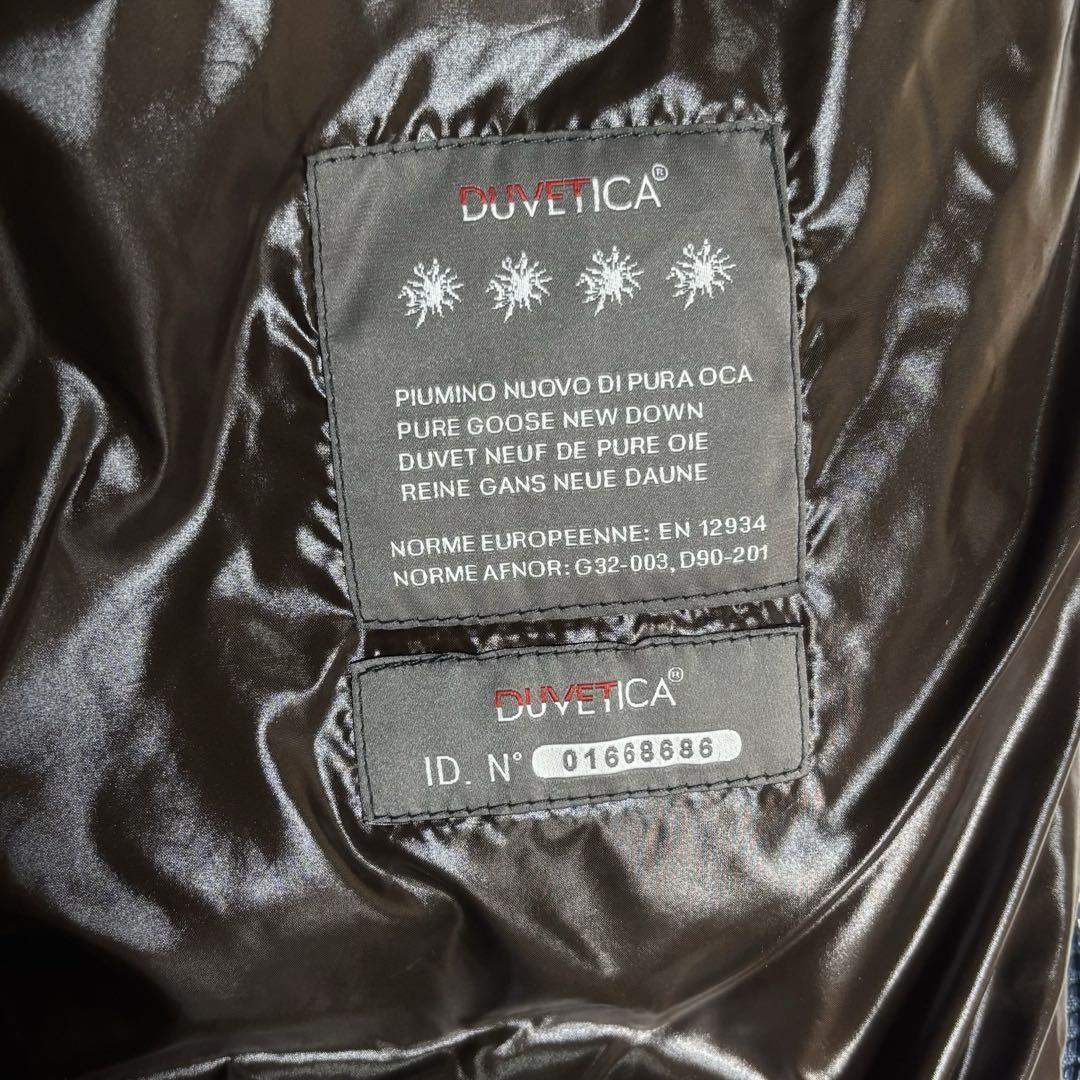 DUVETICA®
PIUMINO NUOVO DI PURA OCA
PURE GOOSE NEW DOWN
DUVET NEUF DE PURE OIE
REINE GANS NEUE DAUNE
NORME EUROPEENNE: EN 12934
NORME AFNOR: G32-003, D90-201
DUVETICA®
ID. N° 01668686